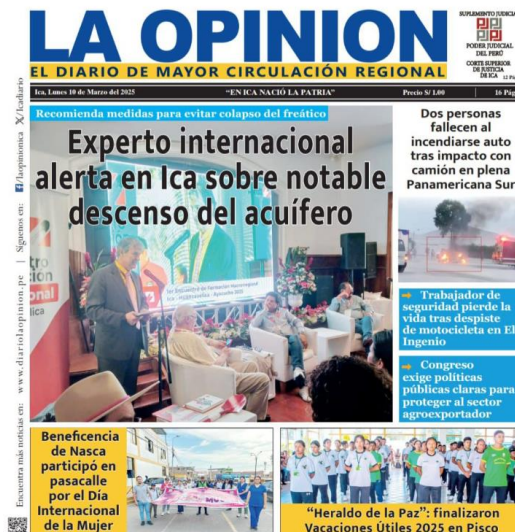 LA OPINION
EL DIARIO DE MAYOR CIRCULACIÓN REGIONAL
SUPLEMENTO JUDICIAL
PODER JUDICIAL
DEL PERÚ
CORTE SUPERIOR
DE JUSTICIA
DE ICA
Ica, Lunes 10 de Marzo del 2025
"EN ICA NACIÓ LA PATRIA"
Precio S/ 1.00
16 Pág
Recomienda medidas para evitar colapso del freático
Experto internacional
alerta en Ica sobre notable
descenso del acuífero
Dos personas
fallecen al
incendiarse auto
tras impacto con
camión en plena
Panamericana Sur
Trabajador de
seguridad pierde la
vida tras despiste
de motocicleta en El
Ingenio
Congreso
exige políticas
públicas claras para
proteger al sector
agroexportador
Beneficencia
de Nasca
participó en
pasacalle
por el Día
Internacional
de la Mujer
"Heraldo de la Paz": finalizaron
Vacaciones Útiles 2025 en Pisco
Encuentra más noticias en: www.diariolaopinion.pe | Síguenos en: /laopinionica /Icadiario